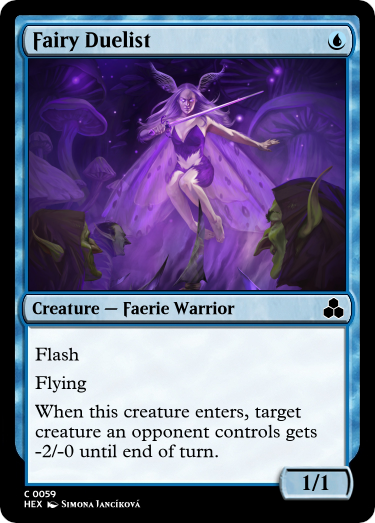 Fairy Duelist
Creature — Faerie Warrior
Flash
Flying
When this creature enters, target
creature an opponent controls gets
-2/-0 until end of turn.
1/1
C 0059
HEX SIMONA JANCÍKOVÁ